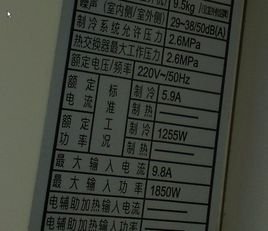 9.5kg
噪声 (室内侧/室外侧) 29~38/50dB(A)
制冷系统允许压力 2.6MPa
热交换器最大工作压力 2.6MPa
额定电压/频率 220V~/50Hz
额定 标准 电流 制冷 5.9A
制热 —
额定工况 功率 制冷 1255W
制热 —
最大输入电流 9.8A
最大输入功率 1850W
电辅助加热输入电流 —
电辅助加热输入功率